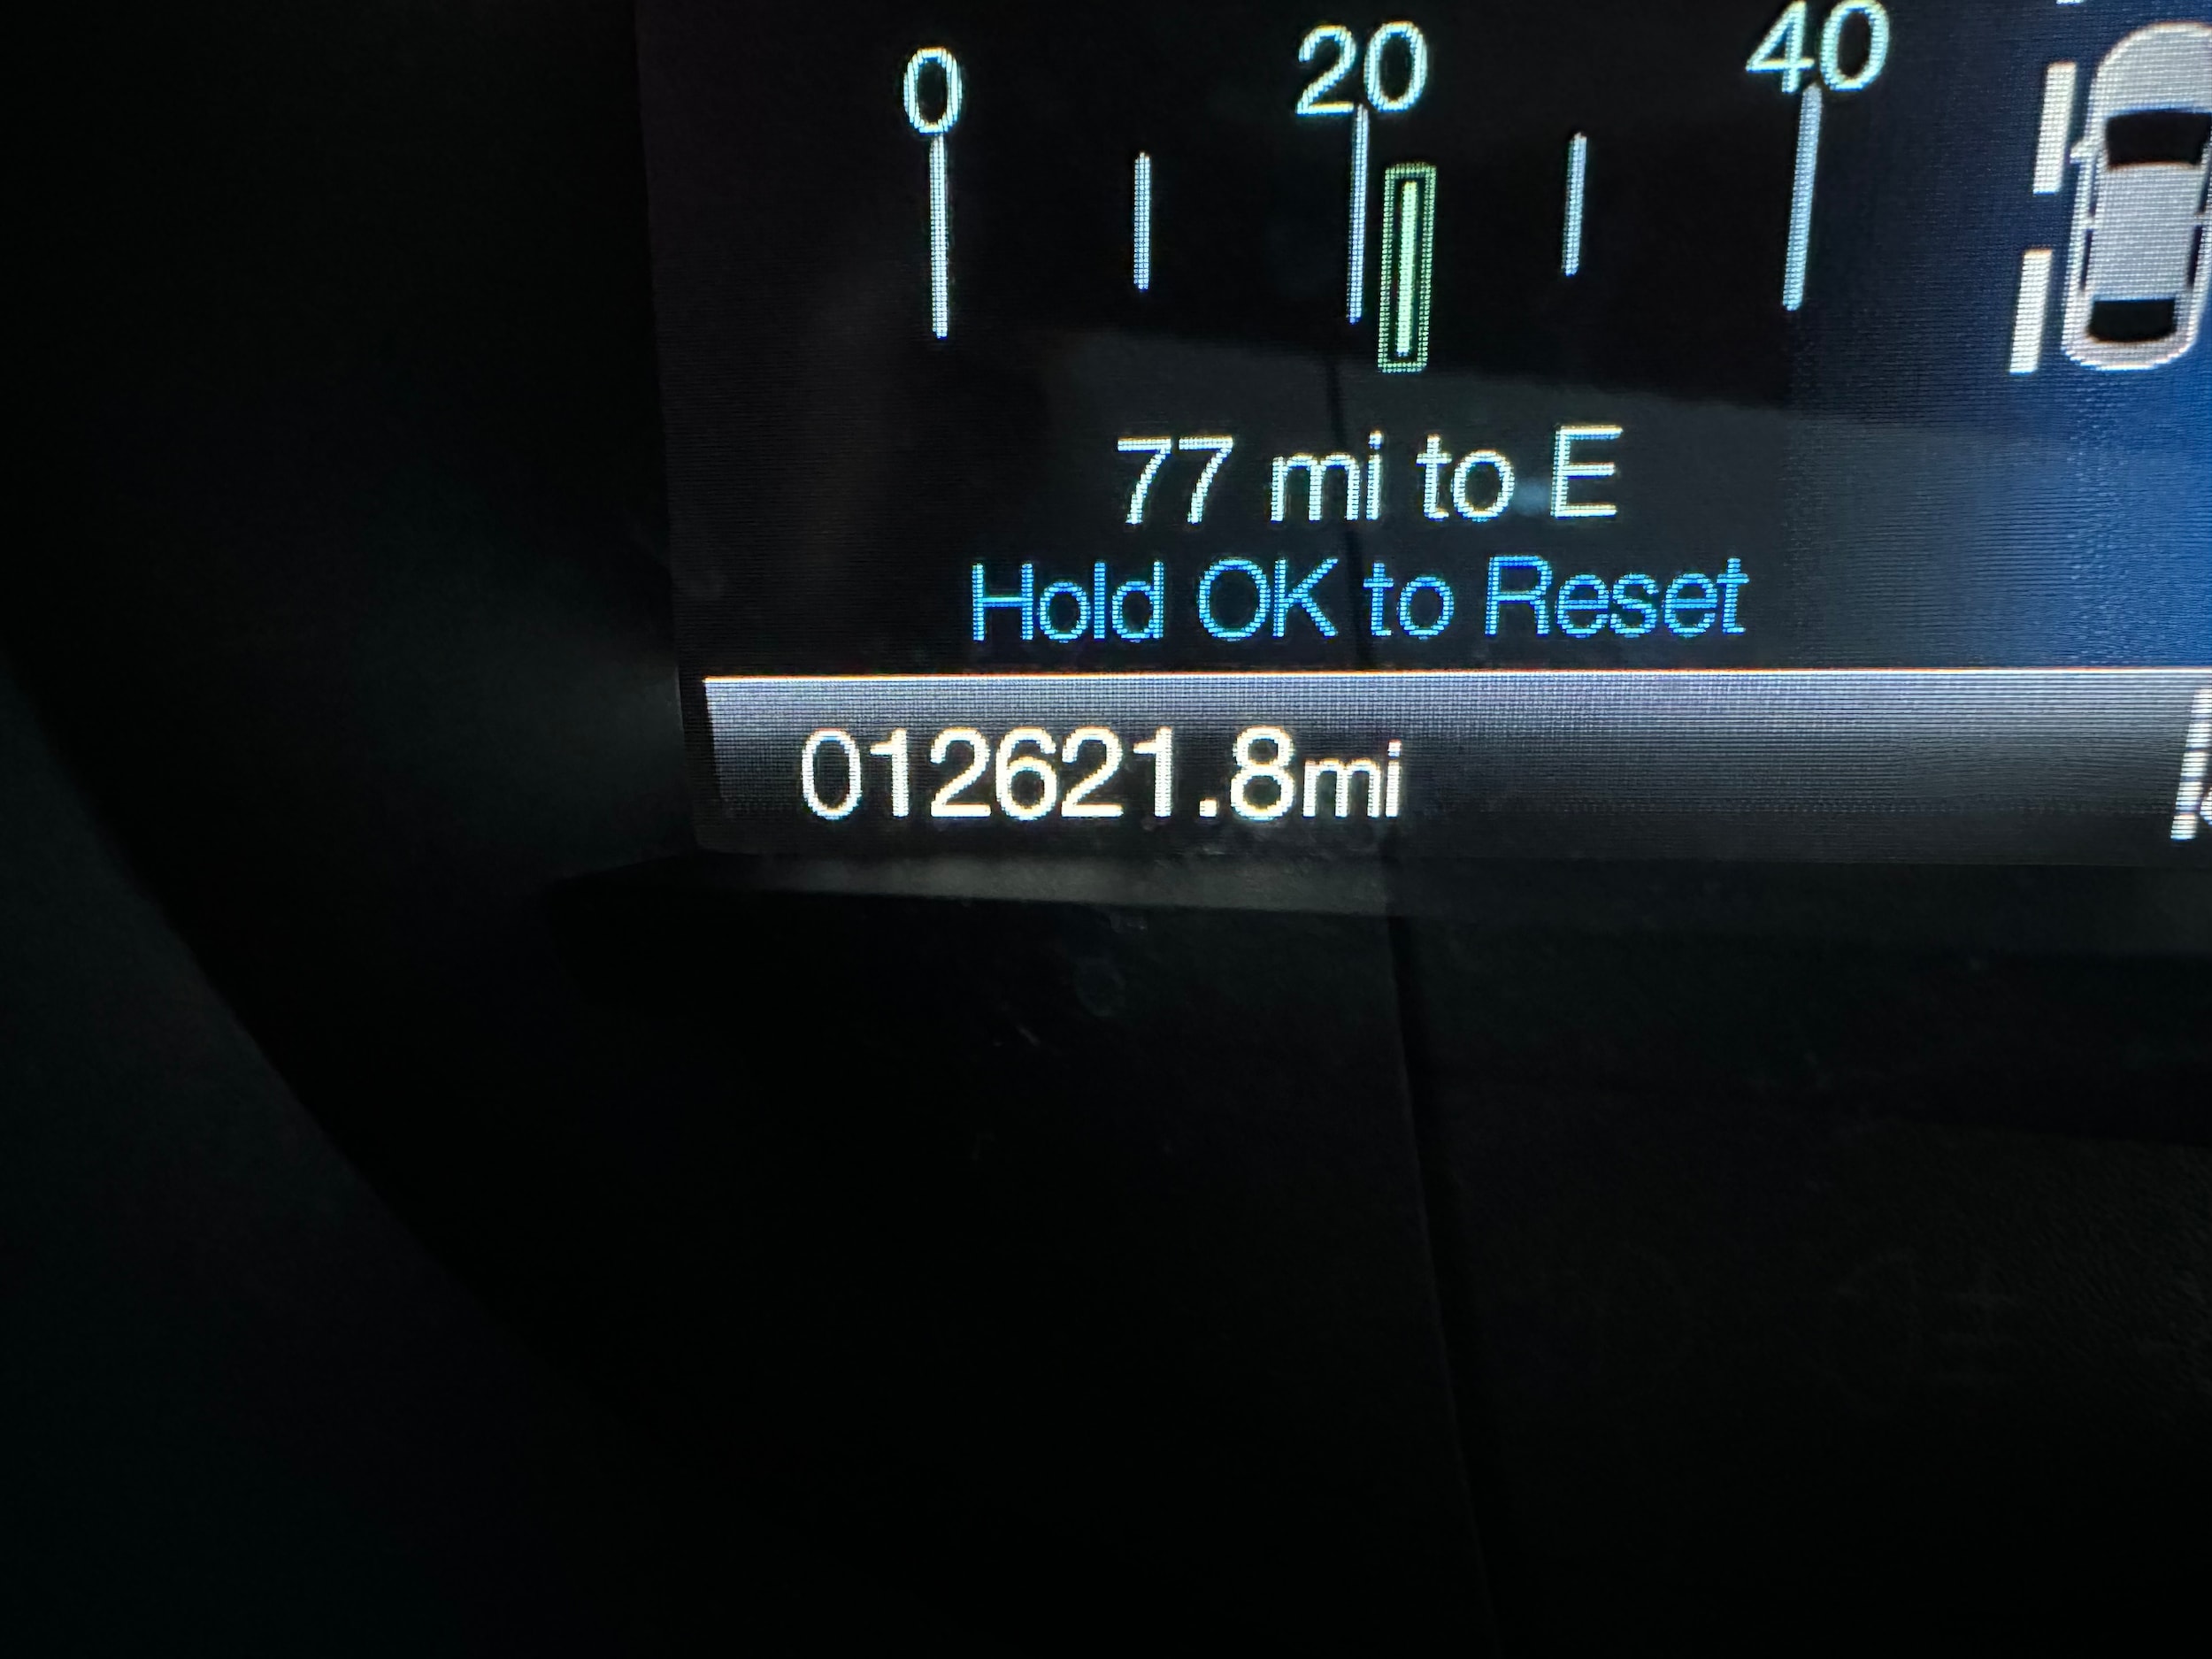 0 20 40
77 mi to E
Hold OK to Reset
012621.8mi